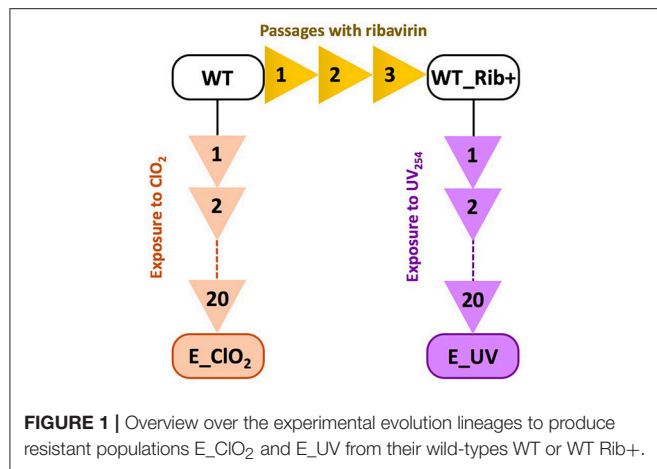 Passages with ribavirin
WT
1
2
3
WT_Rib+
Exposure to ClO₂
1
2
20
E_ClO₂
Exposure to UV₂₅₄
1
2
20
E_UV
FIGURE 1 | Overview over the experimental evolution lineages to produce
resistant populations E_ClO₂ and E_UV from their wild-types WT or WT Rib+.